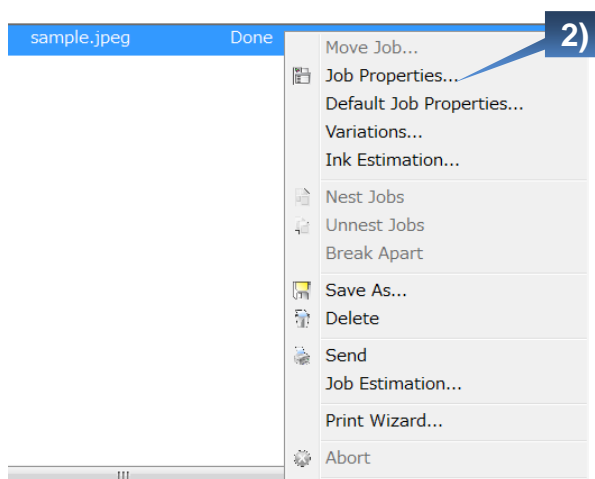 sample.jpeg Done
2)
Move Job...
Job Properties...
Default Job Properties...
Variations...
Ink Estimation...
Nest Jobs
Unnest Jobs
Break Apart
Save As...
Delete
Send
Job Estimation...
Print Wizard...
Abort